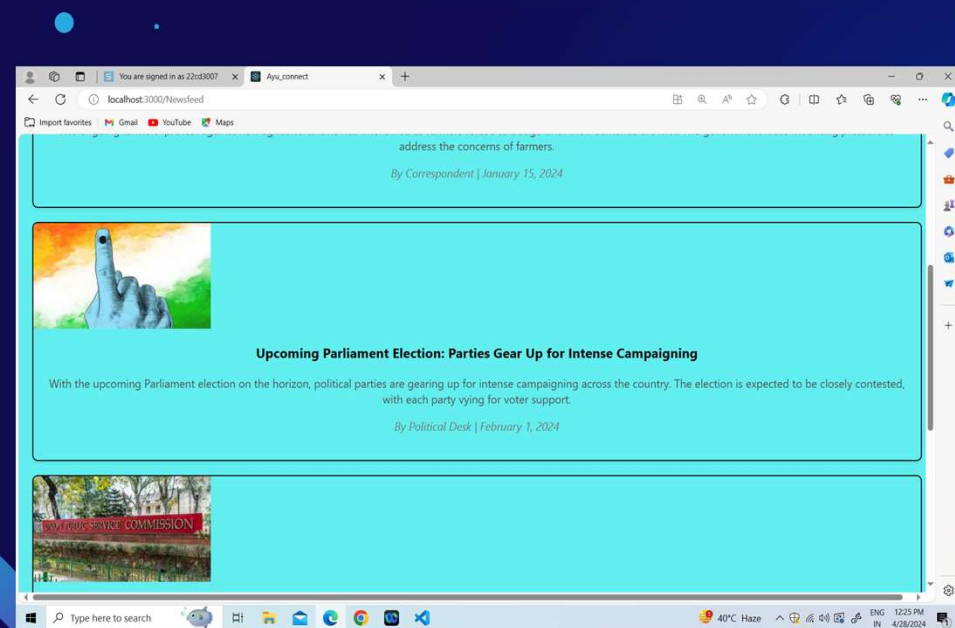 You are signed in as 22cd3007
Ayu_connect
localhost:3000/Newsfeed
Import favorites
Gmail
YouTube
Maps
address the concerns of farmers.
By Correspondent | January 15, 2024
Upcoming Parliament Election: Parties Gear Up for Intense Campaigning
With the upcoming Parliament election on the horizon, political parties are gearing up for intense campaigning across the country. The election is expected to be closely contested,
with each party vying for voter support.
By Political Desk | February 1, 2024
PUBLIC SERVICE COMMISSION
Type here to search
40°C Haze
ENG
IN
12:25 PM
4/28/2024